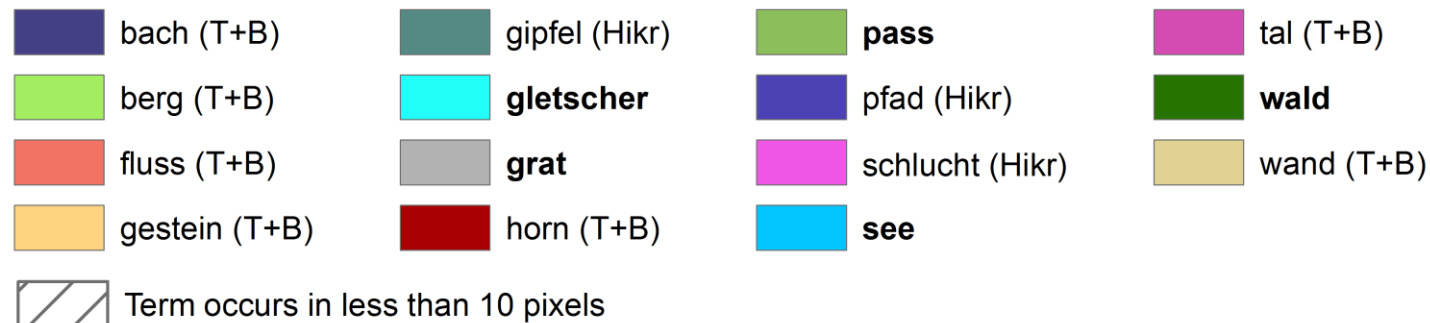 bach (T+B)
berg (T+B)
fluss (T+B)
gestein (T+B)
gipfel (Hikr)
gletscher
grat
horn (T+B)
pass
pfad (Hikr)
schlucht (Hikr)
see
tal (T+B)
wald
wand (T+B)
Term occurs in less than 10 pixels